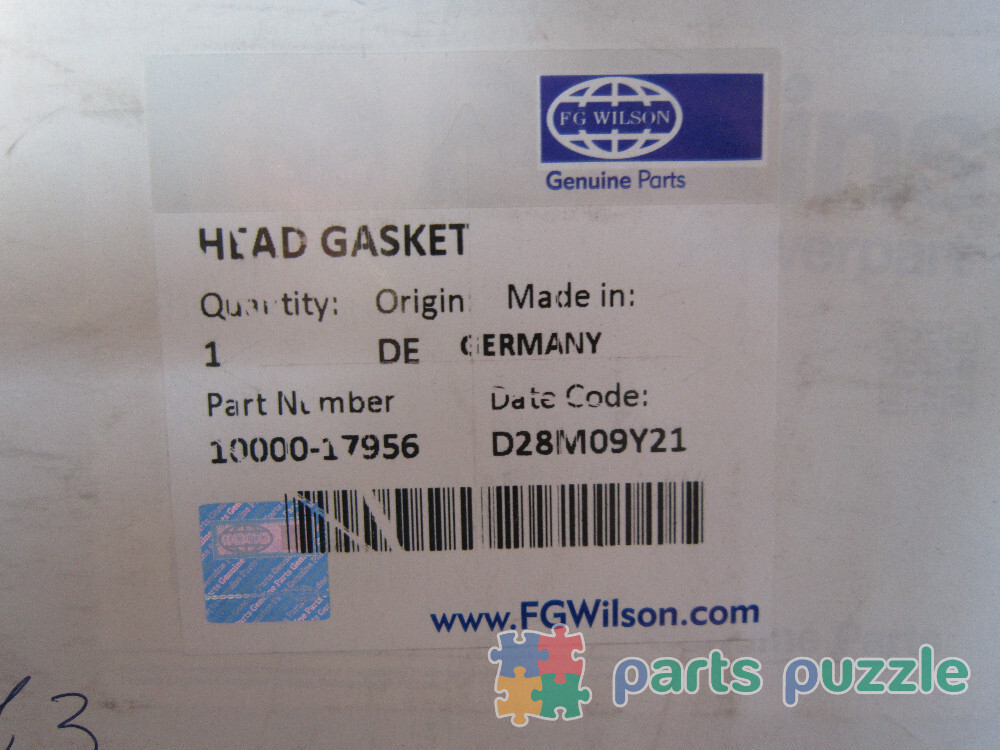 FG WILSON
Genuine Parts
HEAD GASKET
Quantity: Origin Made in:
1 DE GERMANY
Part Number Date Code:
10000-17956 D28M09Y21
www.FGWilson.com
parts puzzle
3